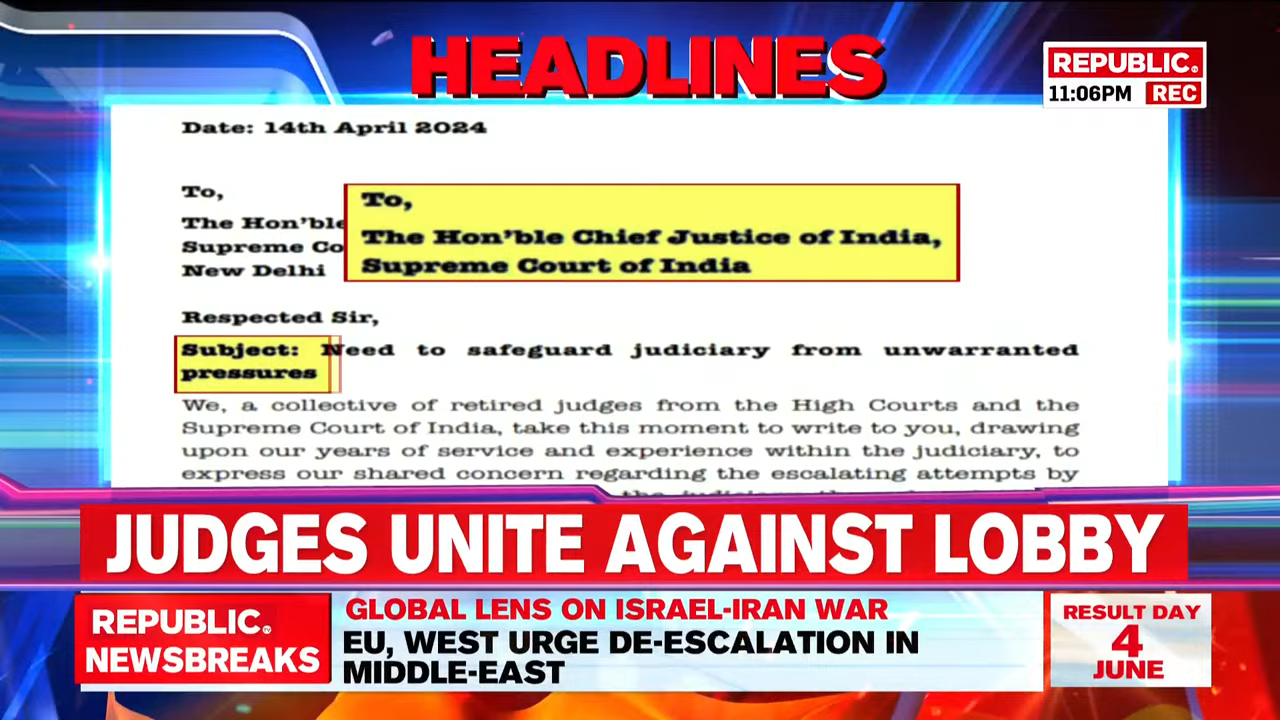 HEADLINES
REPUBLIC.
11:06PM REC
Date: 14th April 2024
To,
The Hon'ble
Supreme Co
New Delhi
To,
The Hon'ble Chief Justice of India,
Supreme Court of India
Respected Sir,
Subject: Need to safeguard judiciary from unwarranted
pressures
We, a collective of retired judges from the High Courts and the
Supreme Court of India, take this moment to write to you, drawing
upon our years of service and experience within the judiciary, to
express our shared concern regarding the escalating attempts by
JUDGES UNITE AGAINST LOBBY
REPUBLIC.
NEWSBREAKS
GLOBAL LENS ON ISRAEL-IRAN WAR
EU, WEST URGE DE-ESCALATION IN
MIDDLE-EAST
RESULT DAY
4
JUNE